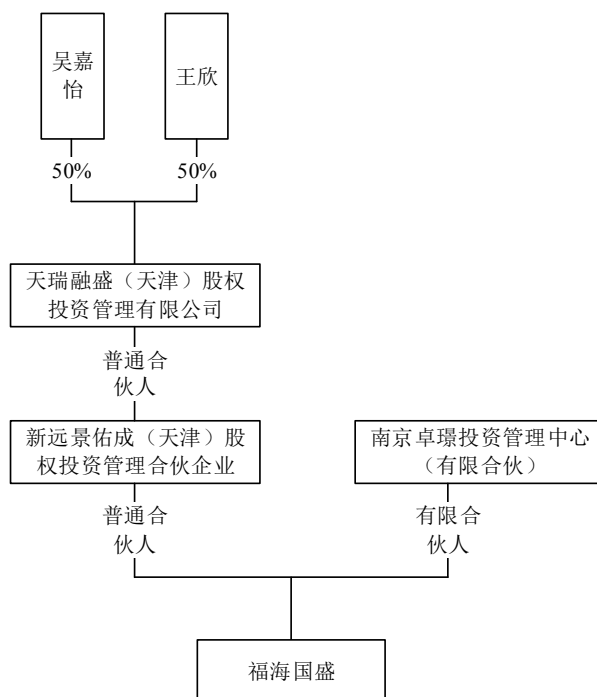 吴嘉
怡
王欣
50%
50%
天瑞融盛（天津）股权
投资管理有限公司
普通合
伙人
新远景佑成（天津）股
权投资管理合伙企业
南京卓璟投资管理中心
（有限合伙）
普通合
伙人
有限合
伙人
福海国盛